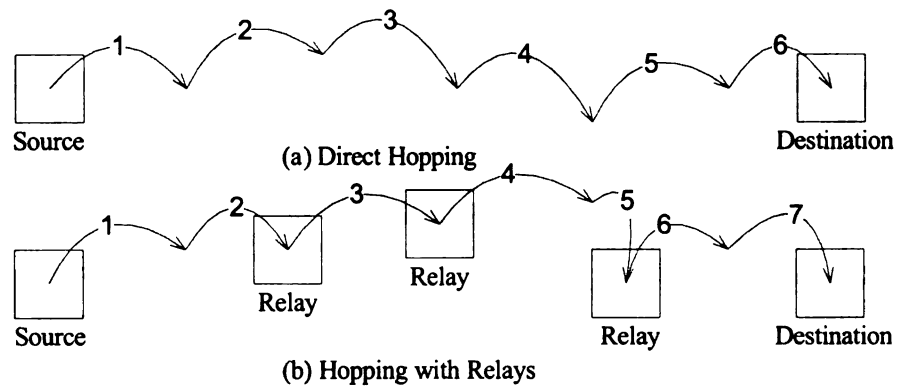 1 2 3 4 5 6
Source Destination
(a) Direct Hopping
1 2 3 4 5 6 7
Relay
Relay
Source Relay Destination
(b) Hopping with Relays